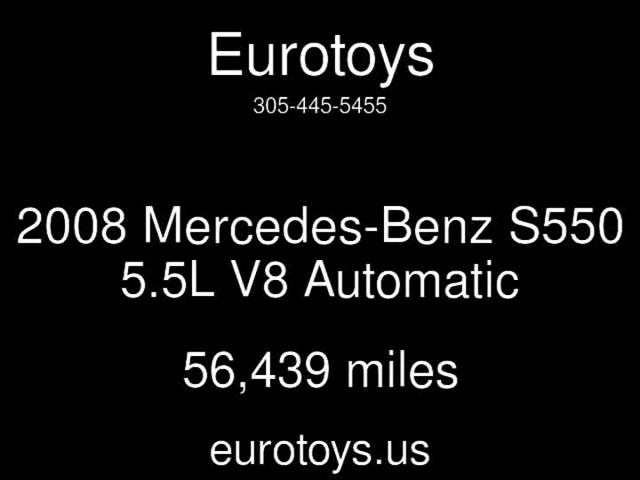 Eurotoys
305-445-5455
2008 Mercedes-Benz S550
5.5L V8 Automatic
56,439 miles
eurotoys.us